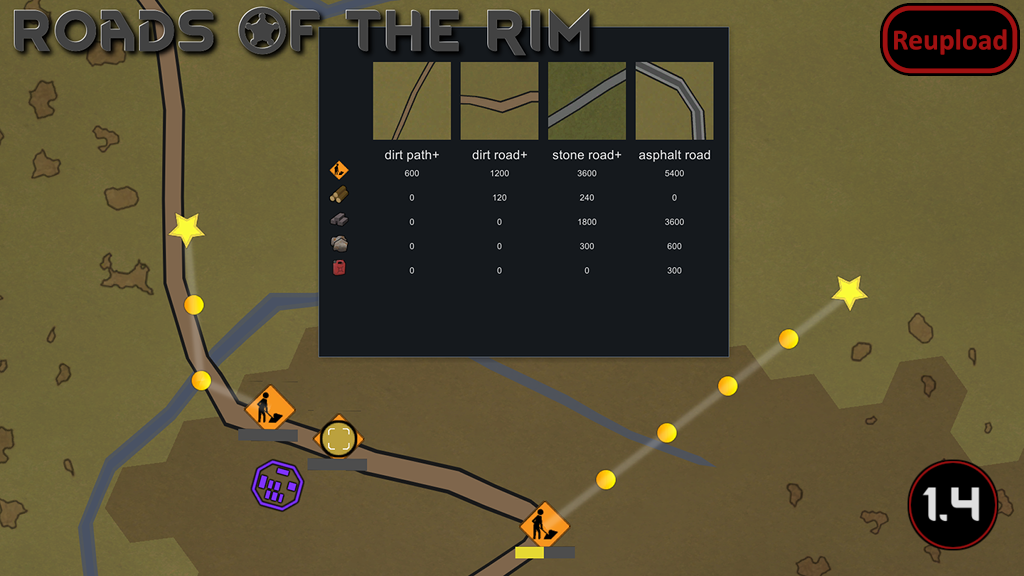 ROADS OF THE RIM
Reupload
dirt path+ dirt road+ stone road+ asphalt road
600 1200 3600 5400
0 120 240 0
0 0 1800 3600
0 0 300 600
0 0 0 300
1.4